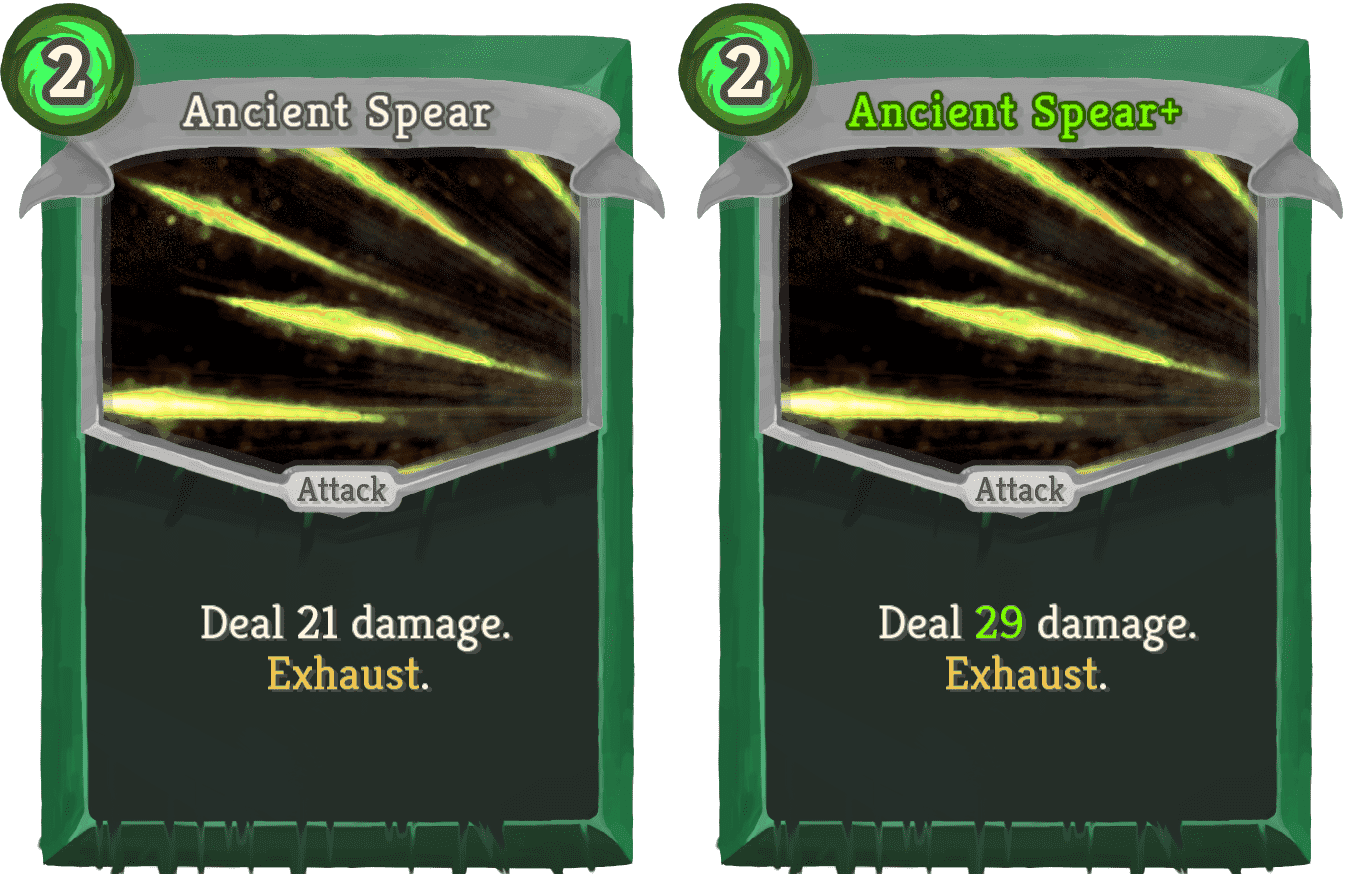 2
Ancient Spear
Attack
Deal 21 damage.
Exhaust.
2
Ancient Spear+
Attack
Deal 29 damage.
Exhaust.